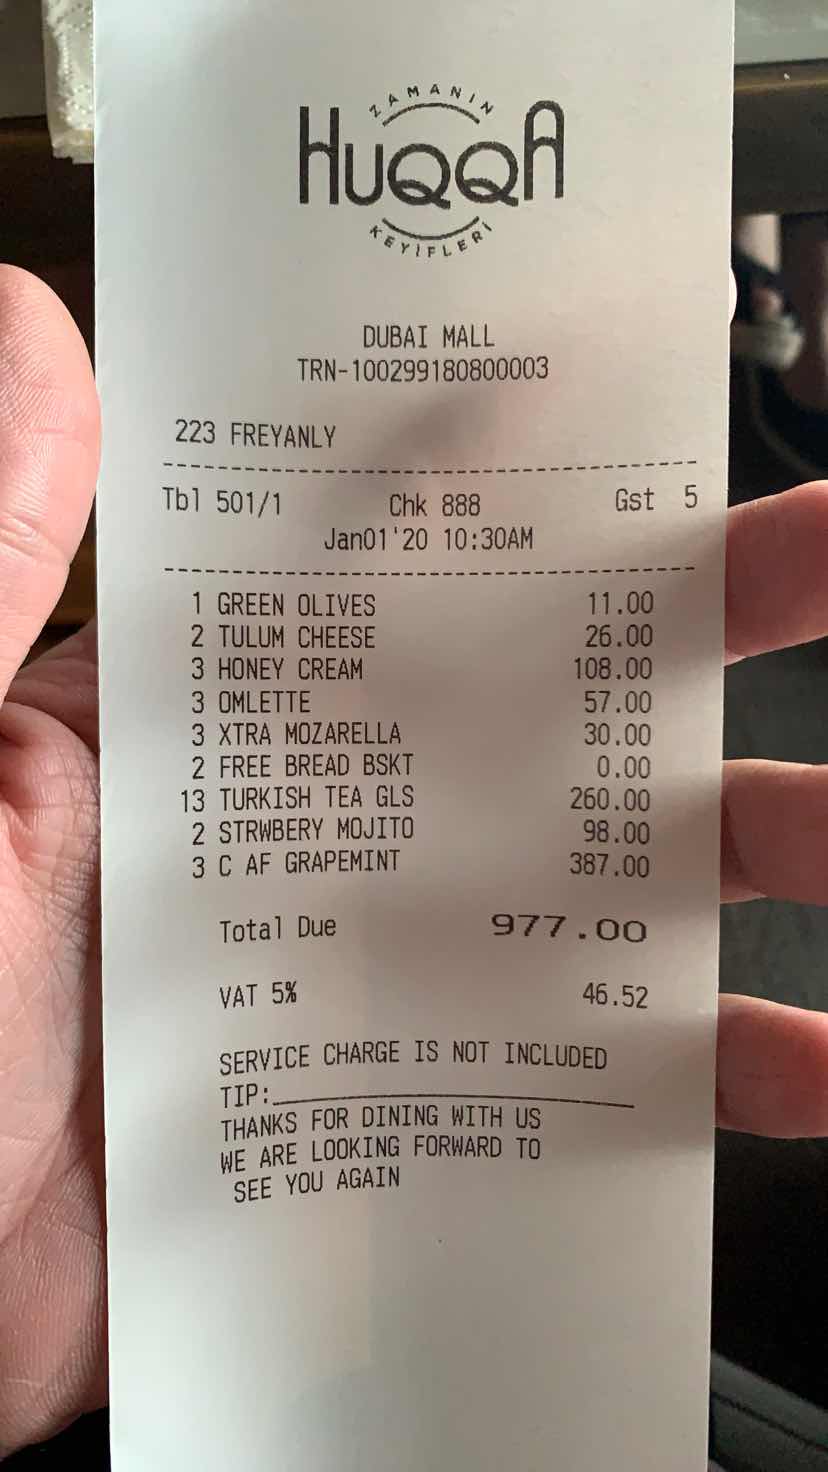 ZAMANIN
HUQQA
KEYİFLERİ
DUBAI MALL
TRN-100299180800003
223 FREYANLY
Tbl 501/1 Chk 888 Gst 5
Jan01'20 10:30AM
1 GREEN OLIVES 11.00
2 TULUM CHEESE 26.00
3 HONEY CREAM 108.00
3 OMLETTE 57.00
3 XTRA MOZARELLA 30.00
2 FREE BREAD BSKT 0.00
13 TURKISH TEA GLS 260.00
2 STRWBERY MOJITO 98.00
3 C AF GRAPEMINT 387.00
Total Due 977.00
VAT 5% 46.52
SERVICE CHARGE IS NOT INCLUDED
TIP:
THANKS FOR DINING WITH US
WE ARE LOOKING FORWARD TO
SEE YOU AGAIN